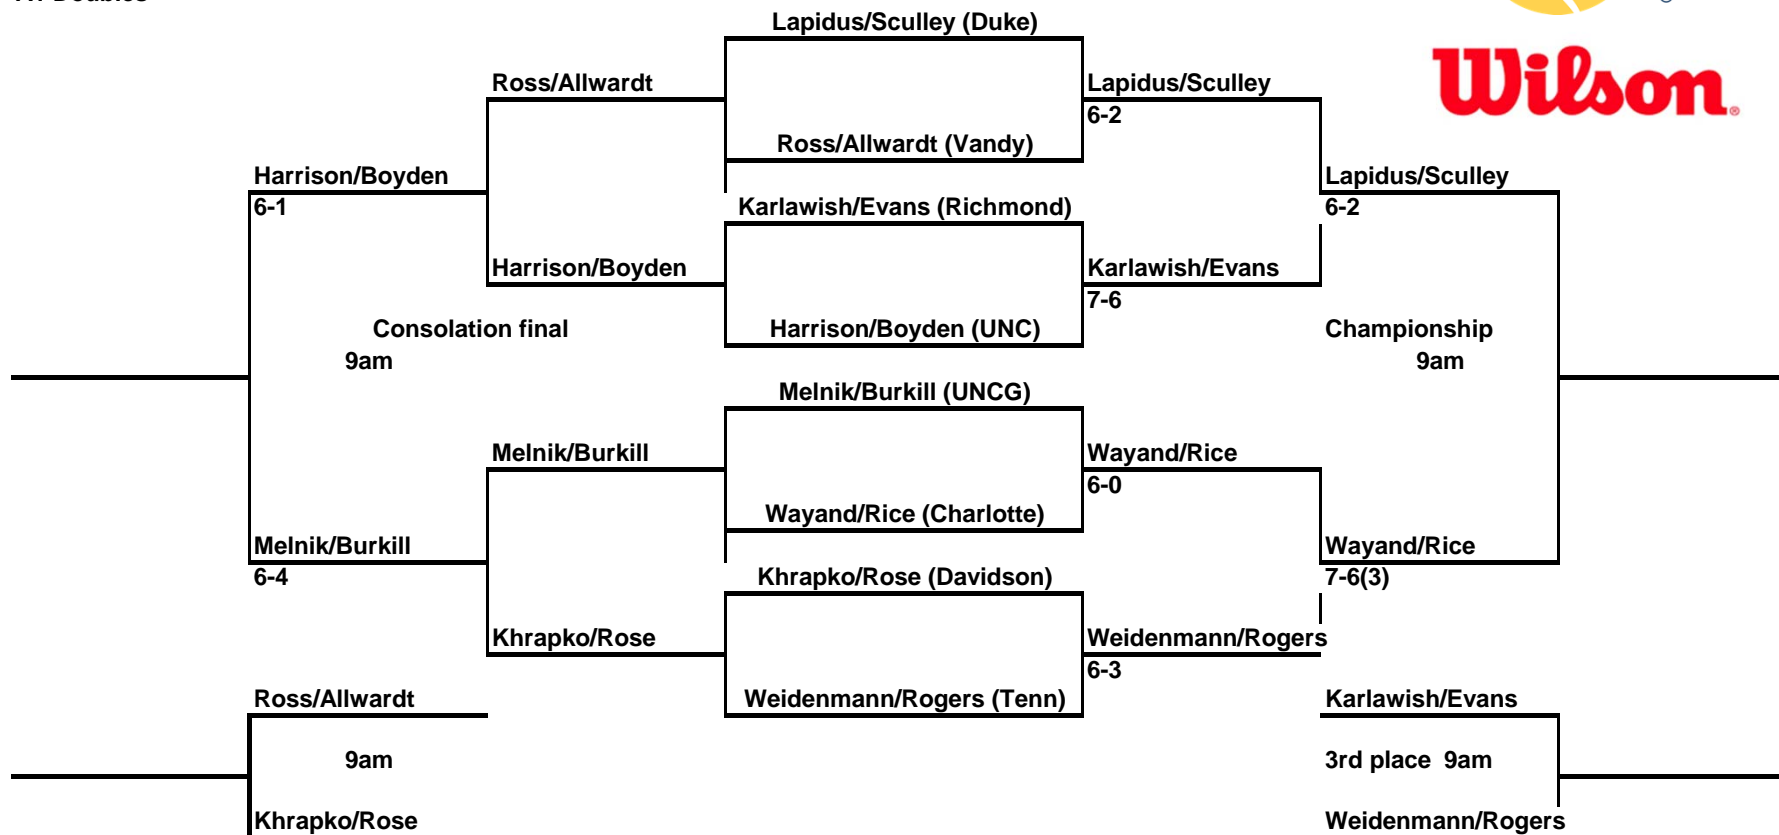 Lapidus/Sculley (Duke)
Ross/Allwardt
Lapidus/Sculley
Wilson
6-2
Ross/Allwardt (Vandy)
Harrison/Boyden
Lapidus/Sculley
6-1
Karlawish/Evans (Richmond)
6-2
Harrison/Boyden
Karlawish/Evans
7-6
Consolation final
Harrison/Boyden (UNC)
Championship
9am
9am
Melnik/Burkill (UNCG)
Melnik/Burkill
Wayand/Rice
6-0
Wayand/Rice (Charlotte)
Melnik/Burkill
Wayand/Rice
6-4
Khrapko/Rose (Davidson)
7-6(3)
Khrapko/Rose
Weidenmann/Rogers
6-3
Ross/Allwardt
Weidenmann/Rogers (Tenn)
Karlawish/Evans
9am
3rd place 9am
Khrapko/Rose
Weidenmann/Rogers